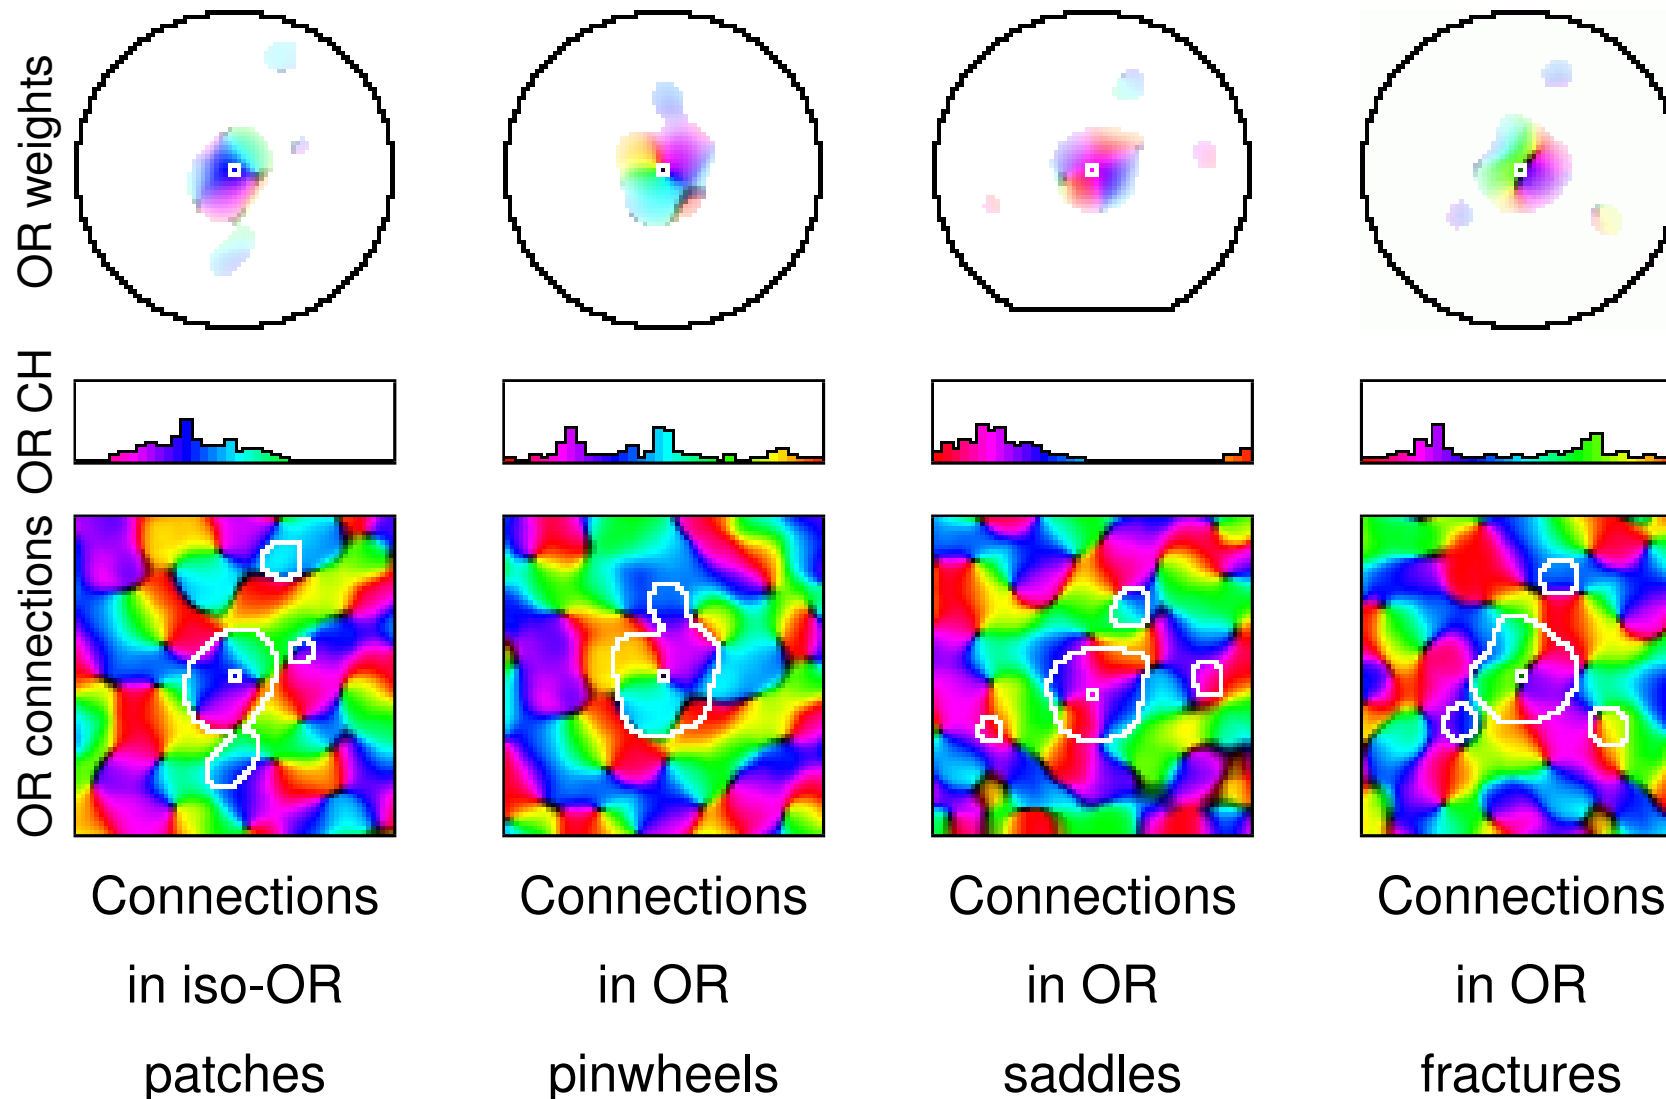 OR weights
OR CH
OR connections
Connections
in iso-OR
patches
Connections
in OR
pinwheels
Connections
in OR
saddles
Connections
in OR
fractures